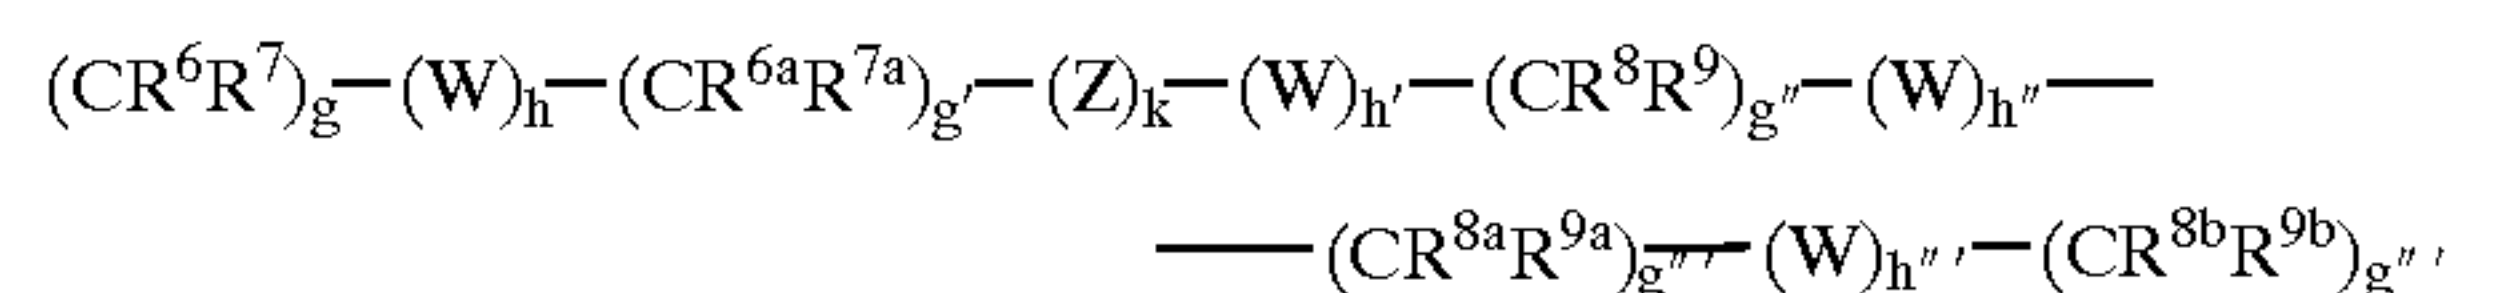 (CR⁶R⁷)g—(W)h—(CR⁶ᵃR⁷ᵃ)g′—(Z)k—(W)h′—(CR⁸R⁹)g″—(W)h″—
—(CR⁸ᵃR⁹ᵃ)g″′—(W)h″′—(CR⁸ᵇR⁹ᵇ)g″′